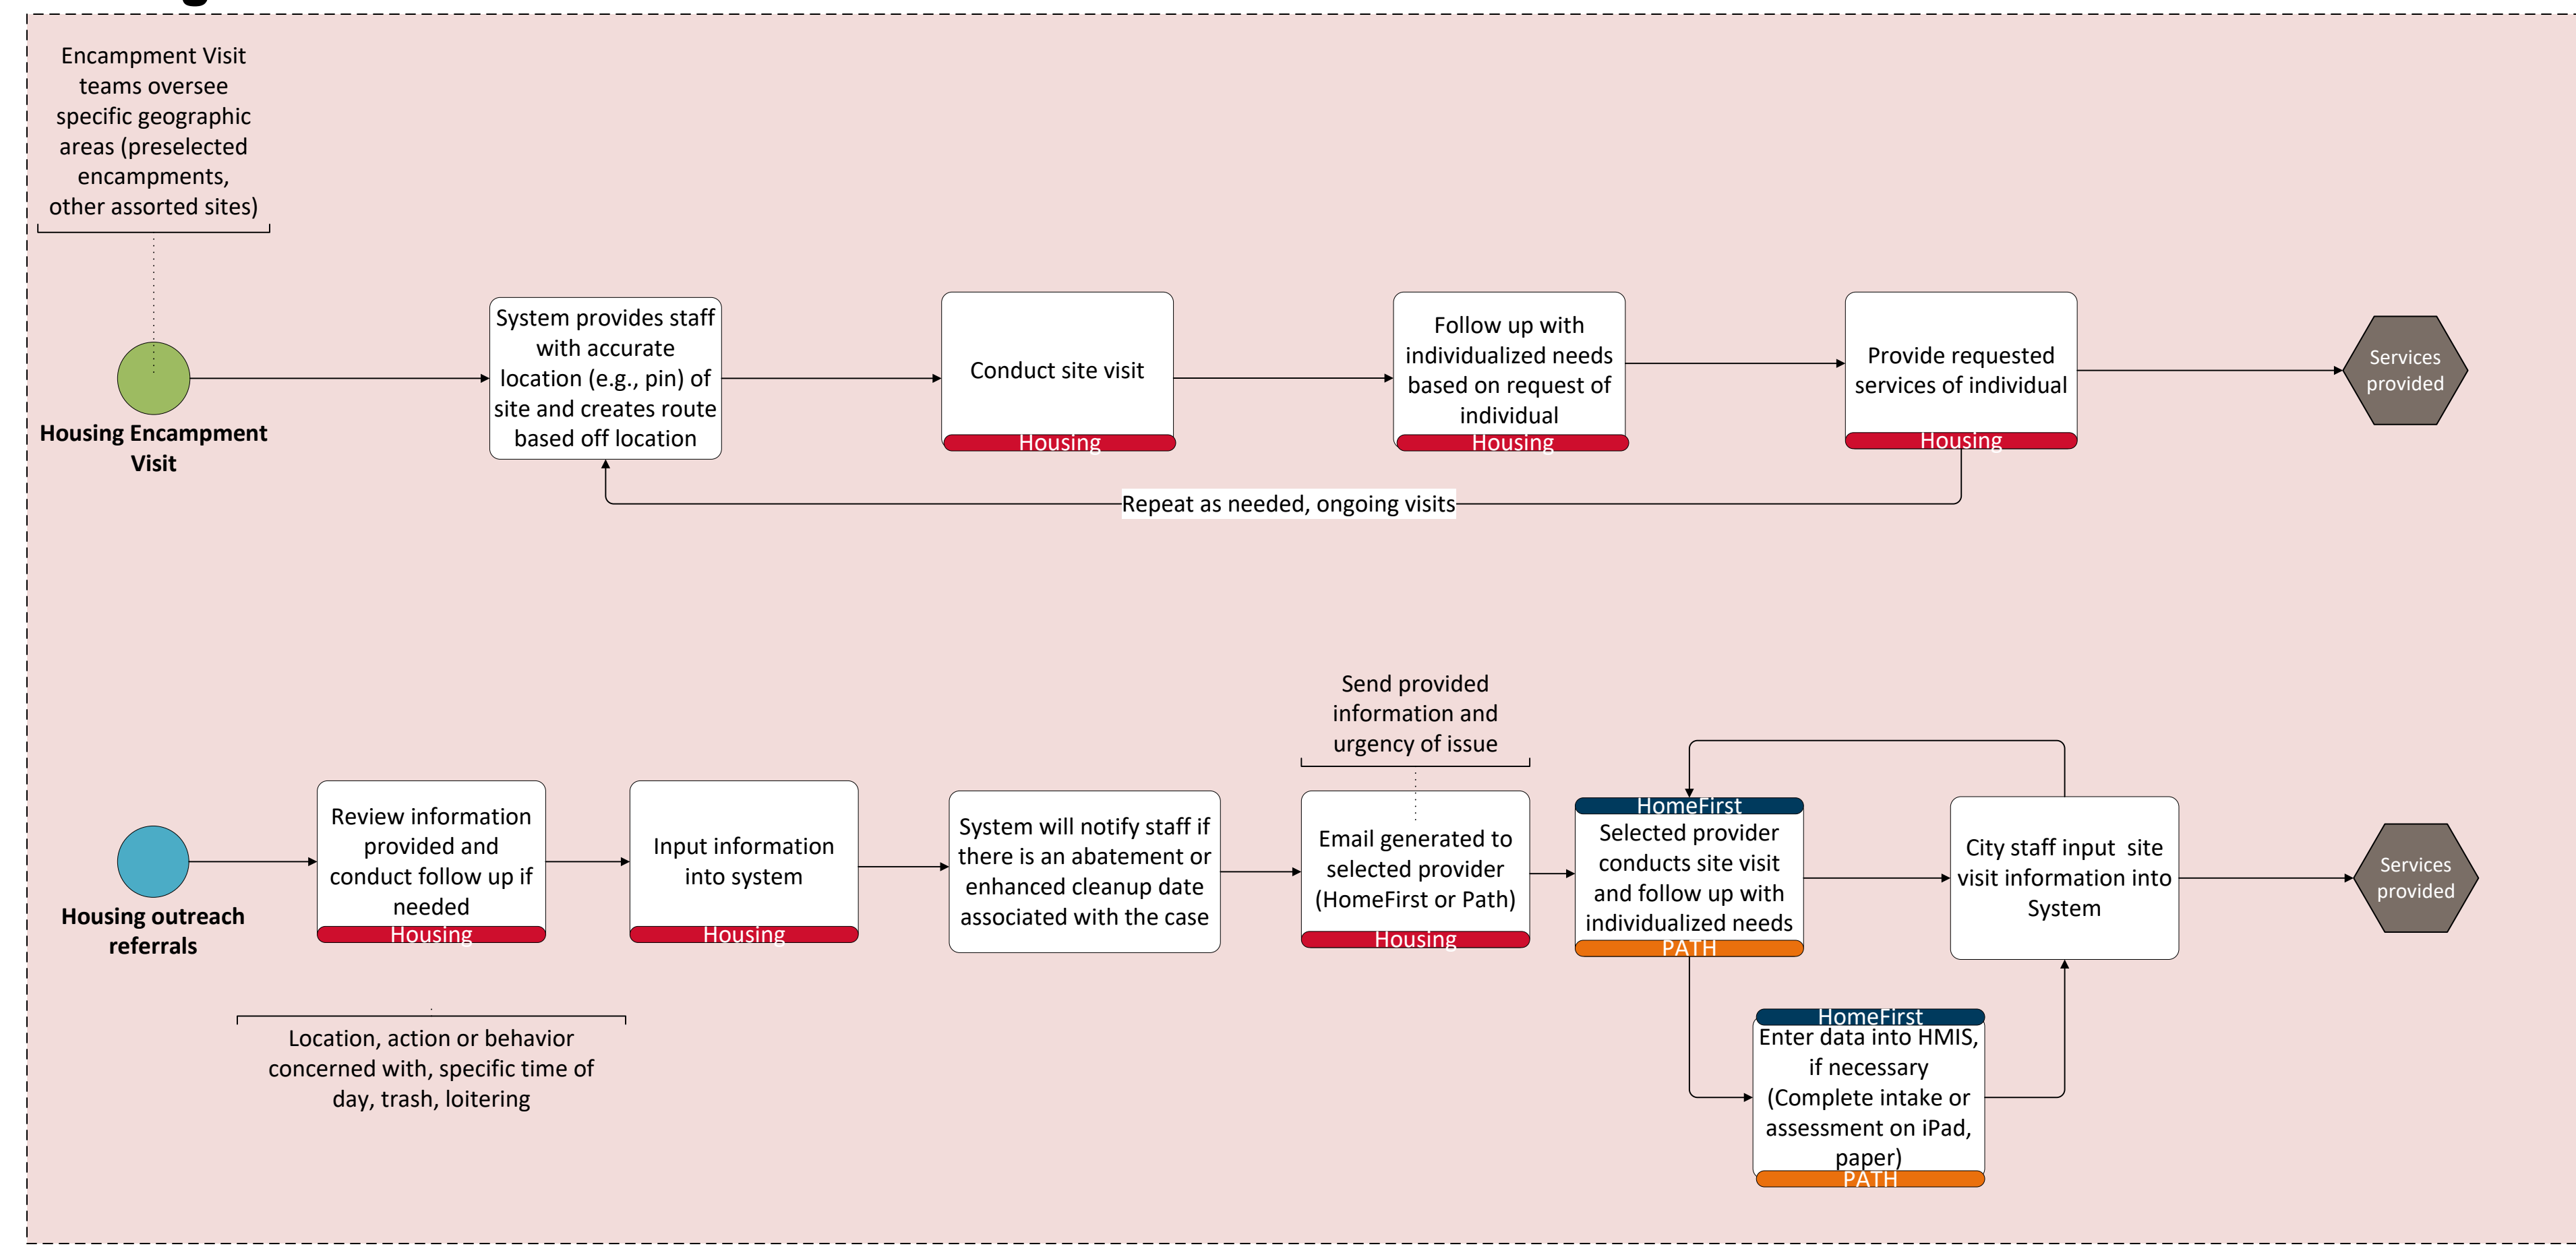 Encampment Visit
teams oversee
specific geographic
areas (preselected
encampments,
other assorted sites)
Housing Encampment
Visit
System provides staff
with accurate
location (e.g., pin) of
site and creates route
based off location
Conduct site visit
Housing
Follow up with
individualized needs
based on request of
individual
Housing
Provide requested
services of individual
Housing
Services
provided
Repeat as needed, ongoing visits
Housing outreach
referrals
Review information
provided and
conduct follow up if
needed
Housing
Location, action or behavior
concerned with, specific time of
day, trash, loitering
Input information
into system
Housing
System will notify staff if
there is an abatement or
enhanced cleanup date
associated with the case
Send provided
information and
urgency of issue
Email generated to
selected provider
(HomeFirst or Path)
Housing
HomeFirst
Selected provider
conducts site visit
and follow up with
individualized needs
PATH
HomeFirst
Enter data into HMIS,
if necessary
(Complete intake or
assessment on iPad,
paper)
PATH
City staff input site
visit information into
System
Services
provided